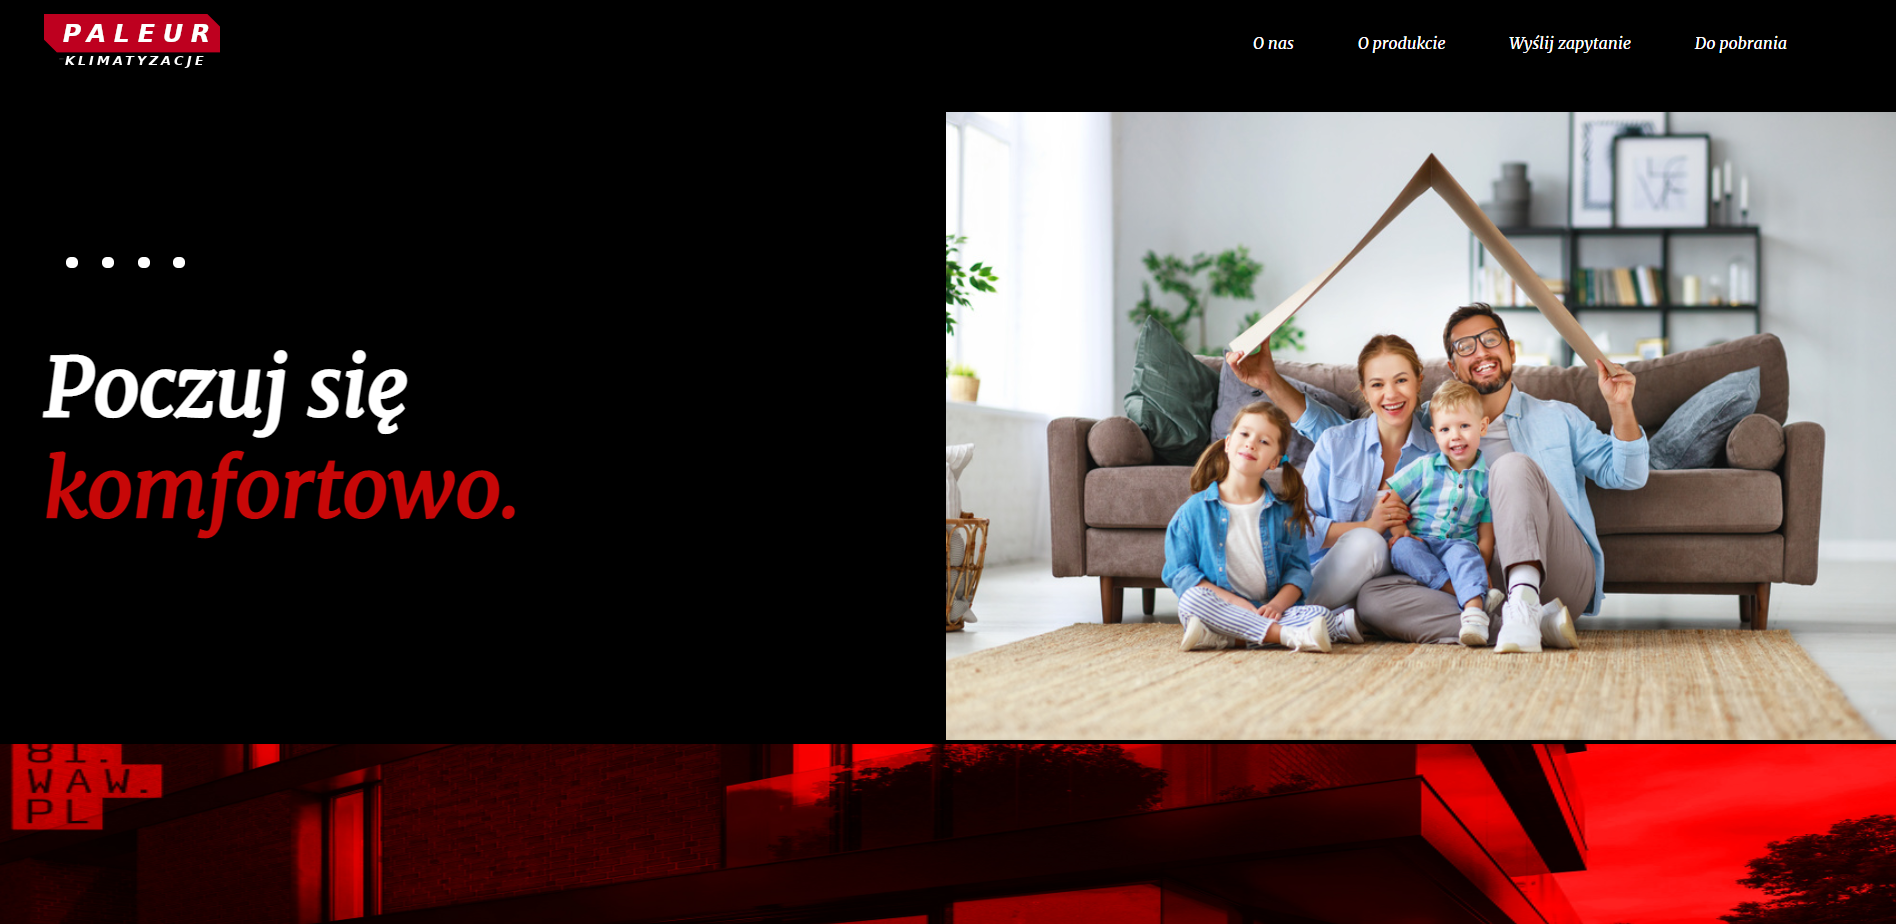 PALEUR
KLIMATYZACJE
O nas
O produkcie
Wyślij zapytanie
Do pobrania
Poczuj się
komfortowo.
81.
WAW.
PL